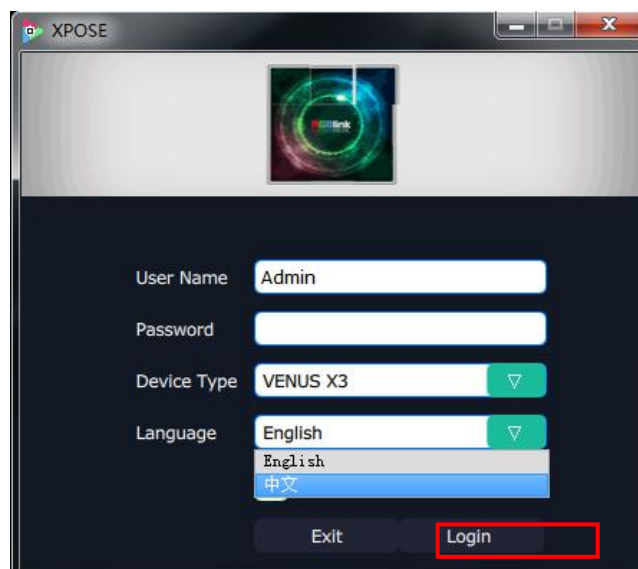 XPOSE
RGBlink
User Name Admin
Password
Device Type VENUS X3
Language English
English
中文
Exit Login